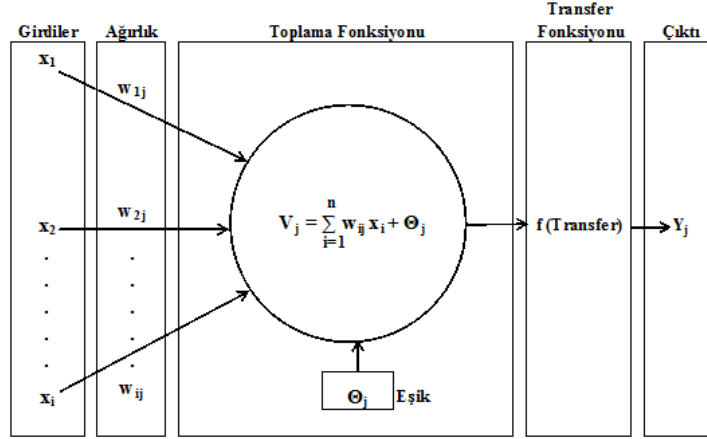 Girdiler
Ağırlık
Toplama Fonksiyonu
Transfer
Fonksiyonu
Çıktı
x1
w1j
x2
w2j
Vj = n∑i=1 wij xi + Θj
f (Transfer)
Yj
xi
wij
Θj
Eşik